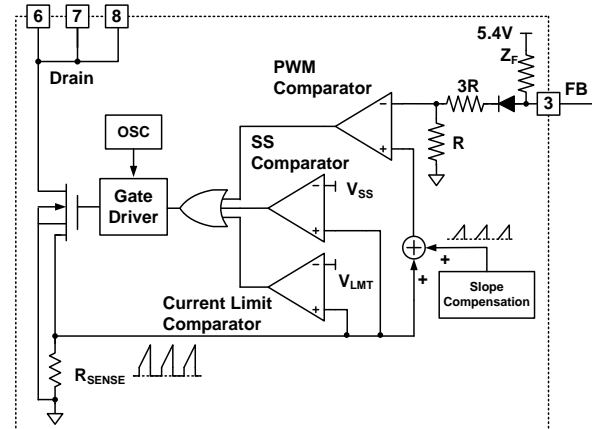 6 7 8
Drain
5.4V
Z_F
FB
3
3R
R
PWM
Comparator
OSC
SS
Comparator
V_SS
Gate
Driver
+
+
V_LMT
Slope
Compensation
Current Limit
Comparator
R_SENSE